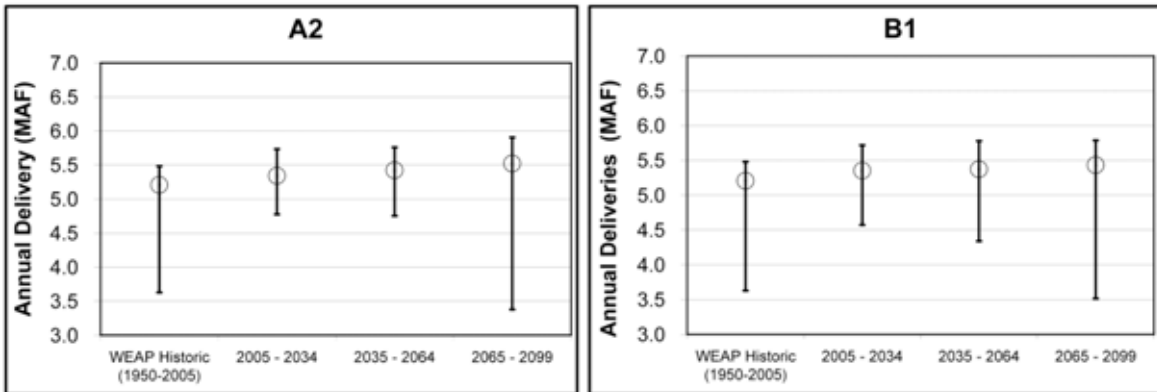 A2
Annual Delivery (MAF)
7.0
6.5
6.0
5.5
5.0
4.5
4.0
3.5
3.0
WEAP Historic
(1950-2005)
2005 - 2034
2035 - 2064
2065 - 2099
B1
Annual Deliveries (MAF)
7.0
6.5
6.0
5.5
5.0
4.5
4.0
3.5
3.0
WEAP Historic
(1950-2005)
2005 - 2034
2035 - 2064
2065 - 2099